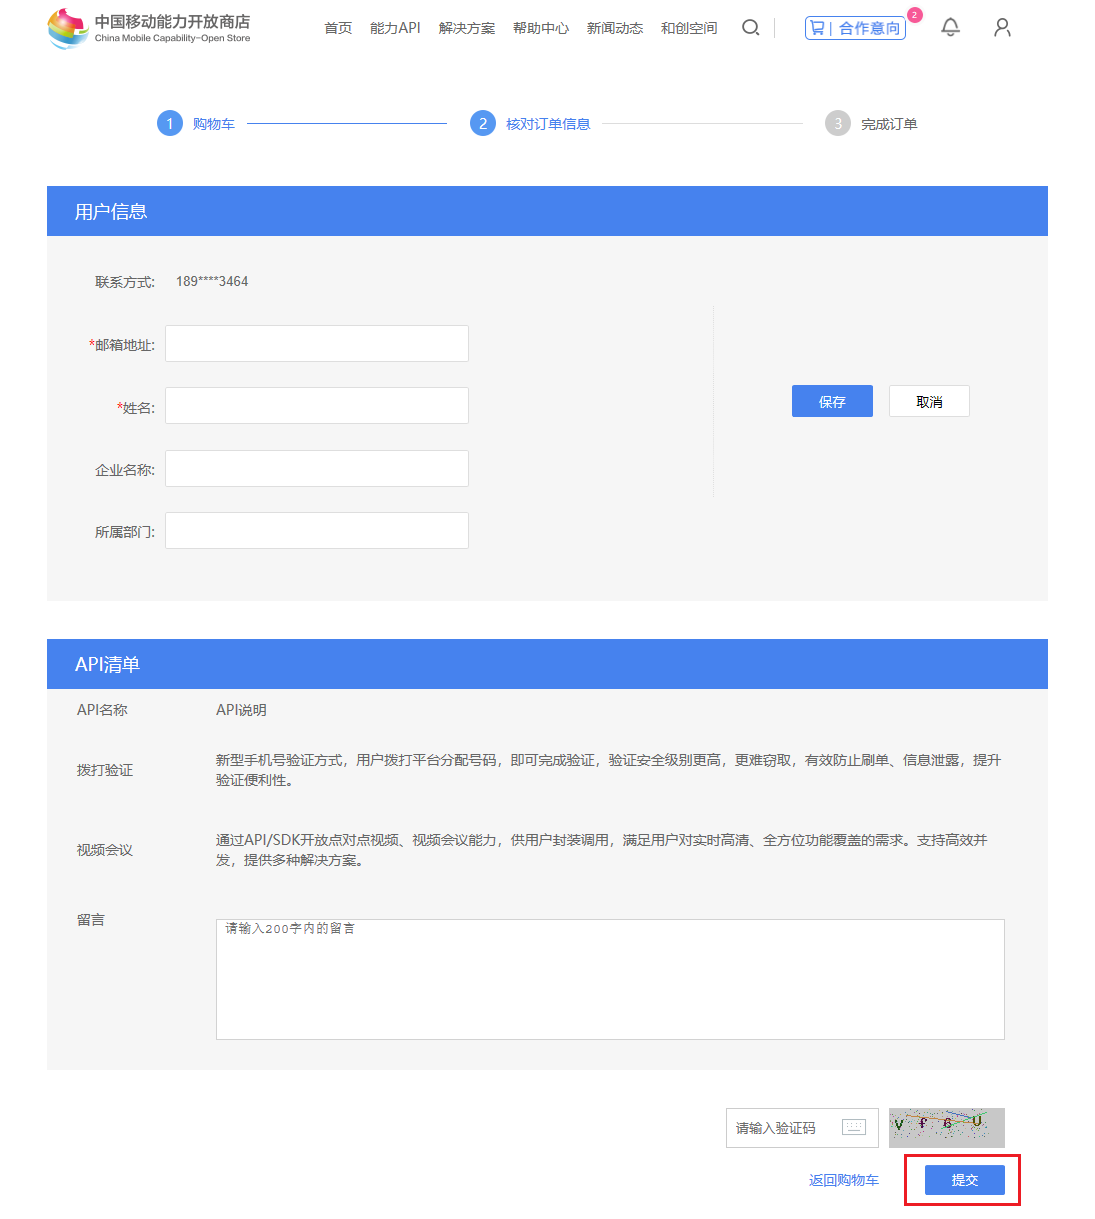 中国移动能力开放商店
China Mobile Capability-Open Store
首页 能力API 解决方案 帮助中心 新闻动态 和创空间 合作意向 2
1 购物车 2 核对订单信息 3 完成订单
用户信息
联系方式: 189****3464
*邮箱地址:
*姓名:
保存 取消
企业名称:
所属部门:
API清单
API名称 API说明
拨打验证 新型手机号验证方式，用户拨打平台分配号码，即可完成验证，验证安全级别更高，更难窃取，有效防止刷单、信息泄露，提升
验证便利性。
视频会议 通过API/SDK开放点对点视频、视频会议能力，供用户封装调用，满足用户对实时高清、全方位功能覆盖的需求。支持高效并
发，提供多种解决方案。
留言
请输入200字内的留言
请输入验证码 V f 6 U
返回购物车 提交